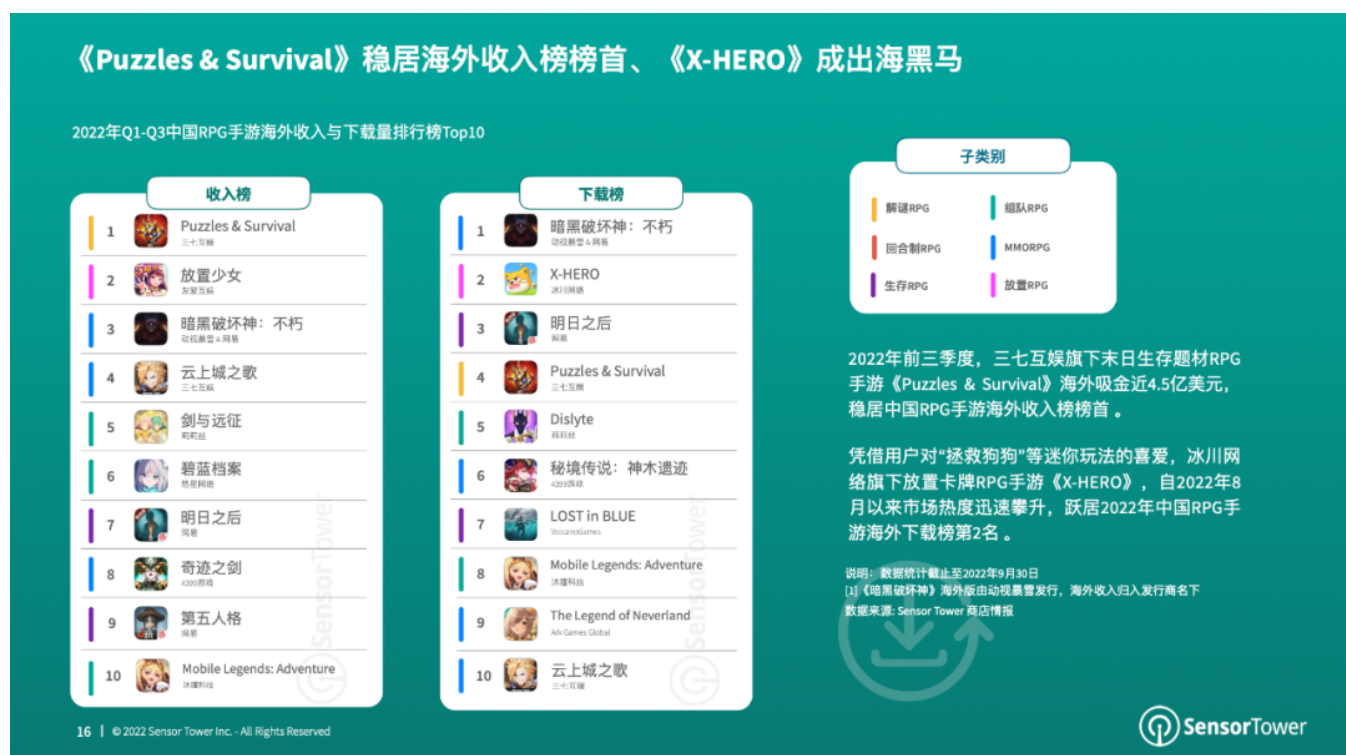 《Puzzles & Survival》稳居海外收入榜榜首、《X-HERO》成出海黑马
2022年Q1-Q3中国RPG手游海外收入与下载量排行榜Top10
收入榜
1
Puzzles & Survival
三七互娱
2
放置少女
友塔互娱
3
暗黑破坏神：不朽
动视暴雪 & 网易
4
云上城之歌
三七互娱
5
剑与远征
莉莉丝
6
碧蓝档案
悠星网络
7
明日之后
网易
8
奇迹之剑
4399游戏
9
第五人格
网易
10
Mobile Legends: Adventure
沐瞳科技
下载榜
1
暗黑破坏神：不朽
动视暴雪 & 网易
2
X-HERO
冰川网络
3
明日之后
网易
4
Puzzles & Survival
三七互娱
5
Dislyte
莉莉丝
6
秘境传说：神木遗迹
4399游戏
7
LOST in BLUE
VolcanoGames
8
Mobile Legends: Adventure
沐瞳科技
9
The Legend of Neverland
Ark Games Global
10
云上城之歌
三七互娱
子类别
解谜RPG
组队RPG
回合制RPG
MMORPG
生存RPG
放置RPG
2022年前三季度，三七互娱旗下末日生存题材RPG
手游《Puzzles & Survival》海外吸金近4.5亿美元，
稳居中国RPG手游海外收入榜榜首 。
凭借用户对“拯救狗狗”等迷你玩法的喜爱，冰川网
络旗下放置卡牌RPG手游《X-HERO》，自2022年8
月以来市场热度迅速攀升，跃居2022年中国RPG手
游海外下载榜第2名 。
说明：数据统计截止至2022年9月30日
[1]《暗黑破坏神》海外版由动视暴雪发行，海外收入归入发行商名下
数据来源: Sensor Tower 商店情报
SensorTower
SensorTower
16 | © 2022 Sensor Tower Inc. - All Rights Reserved
SensorTower